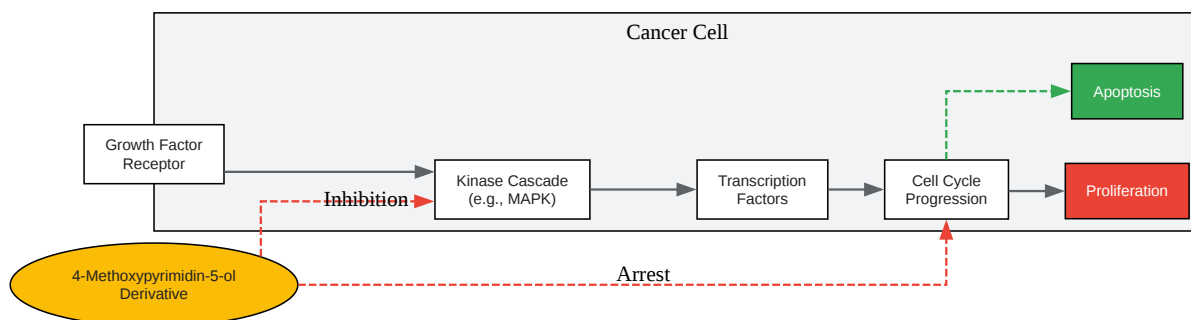 Cancer Cell
Apoptosis
Growth Factor
Receptor
Kinase Cascade
(e.g., MAPK)
Transcription
Factors
Cell Cycle
Progression
Proliferation
Inhibition
4-Methoxypyrimidin-5-ol
Derivative
Arrest